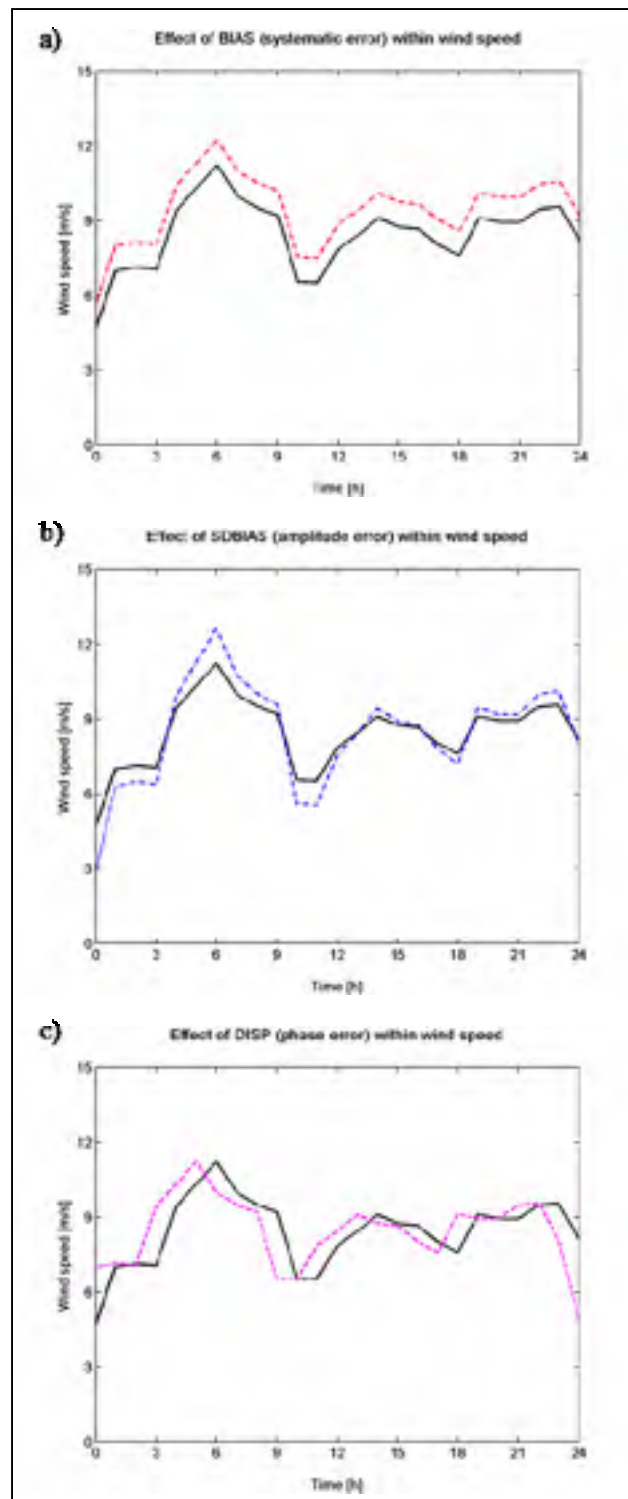 a)
Effect of BIAS (systematic error) within wind speed
15
12
9
6
3
0
Wind speed [m/s]
0 3 6 9 12 15 18 21 24
Time [h]
b)
Effect of SDBIAS (amplitude error) within wind speed
15
12
9
6
3
0
Wind speed [m/s]
0 3 6 9 12 15 18 21 24
Time [h]
c)
Effect of DISP (phase error) within wind speed
15
12
9
6
3
0
Wind speed [m/s]
0 3 6 9 12 15 18 21 24
Time [h]